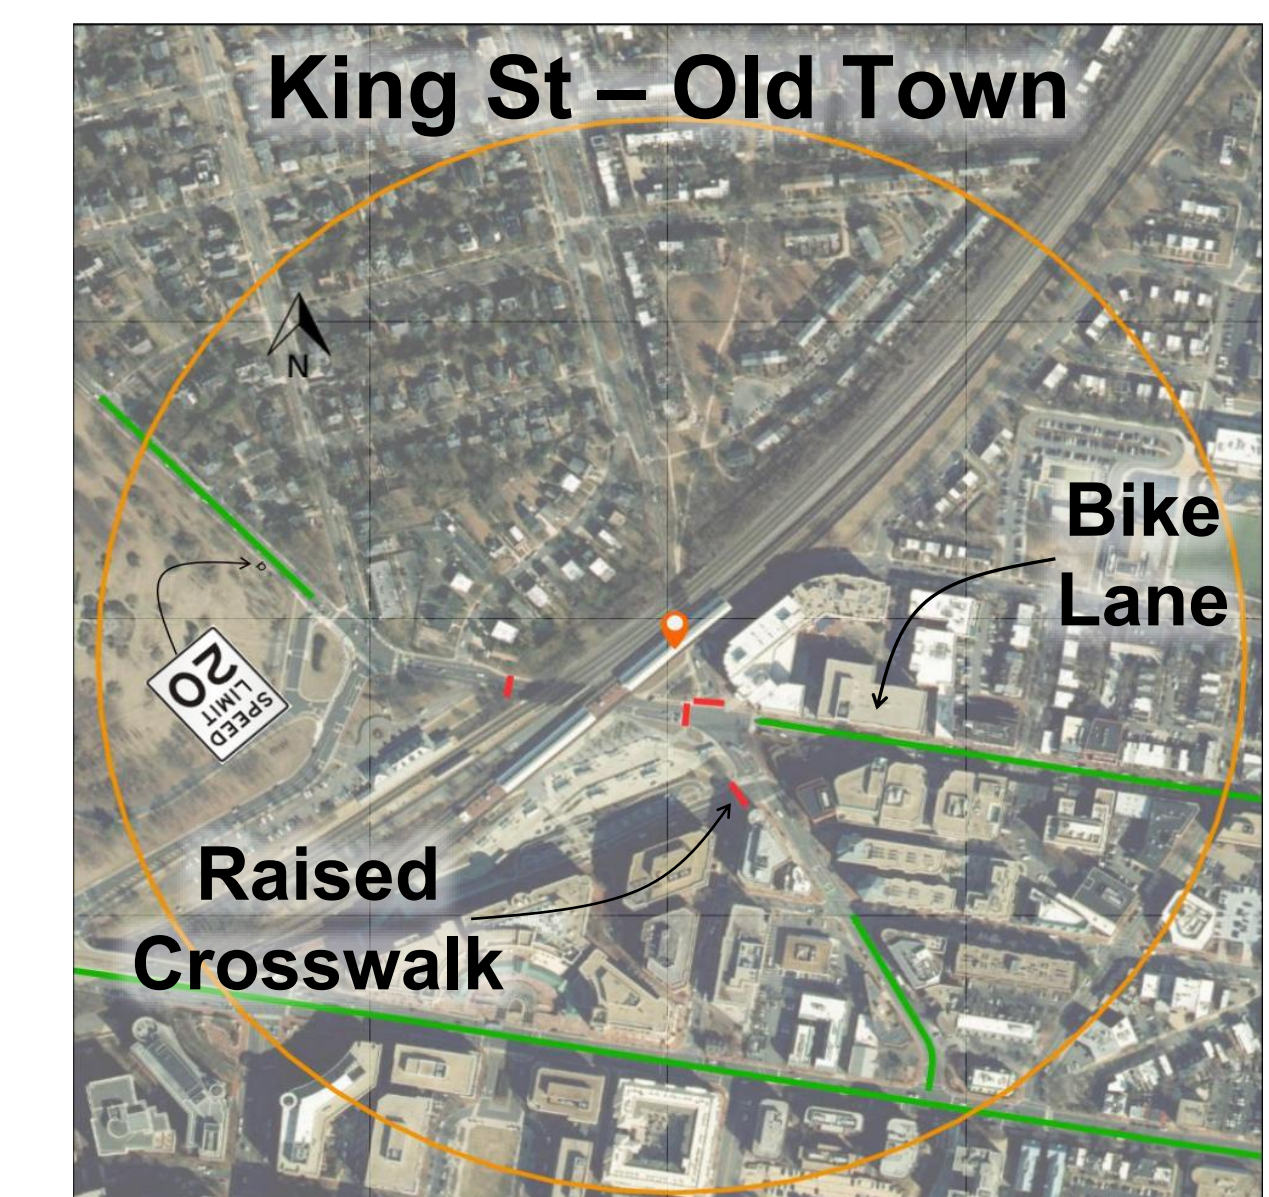 King St – Old Town
N
Bike
Lane
SPEED
LIMIT
20
Raised
Crosswalk